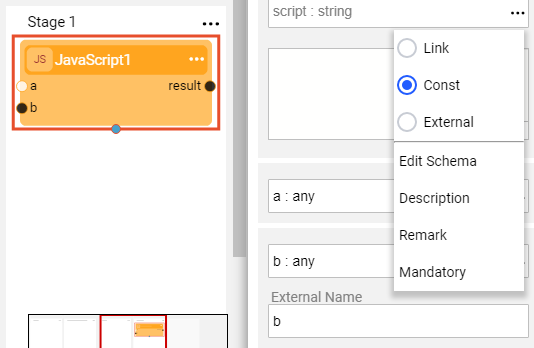 Stage 1
JS JavaScript1
a result
b
script : string
Link
Const
External
Edit Schema
Description
Remark
Mandatory
a : any
b : any
External Name
b